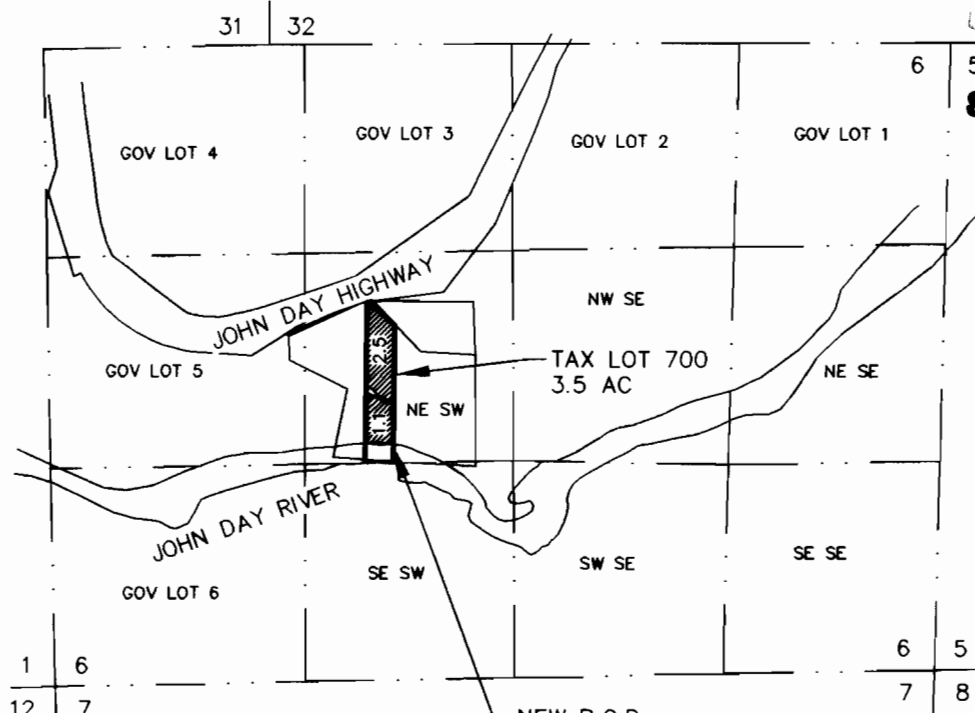 31 32
6 5
GOV LOT 4
GOV LOT 3
GOV LOT 2
GOV LOT 1
JOHN DAY HIGHWAY
NW SE
GOV LOT 5
2.5
TAX LOT 700
3.5 AC
NE SE
NE SW
1.1
JOHN DAY RIVER
SE SW
SW SE
SE SE
GOV LOT 6
1 6
12 7
6 5
7 8